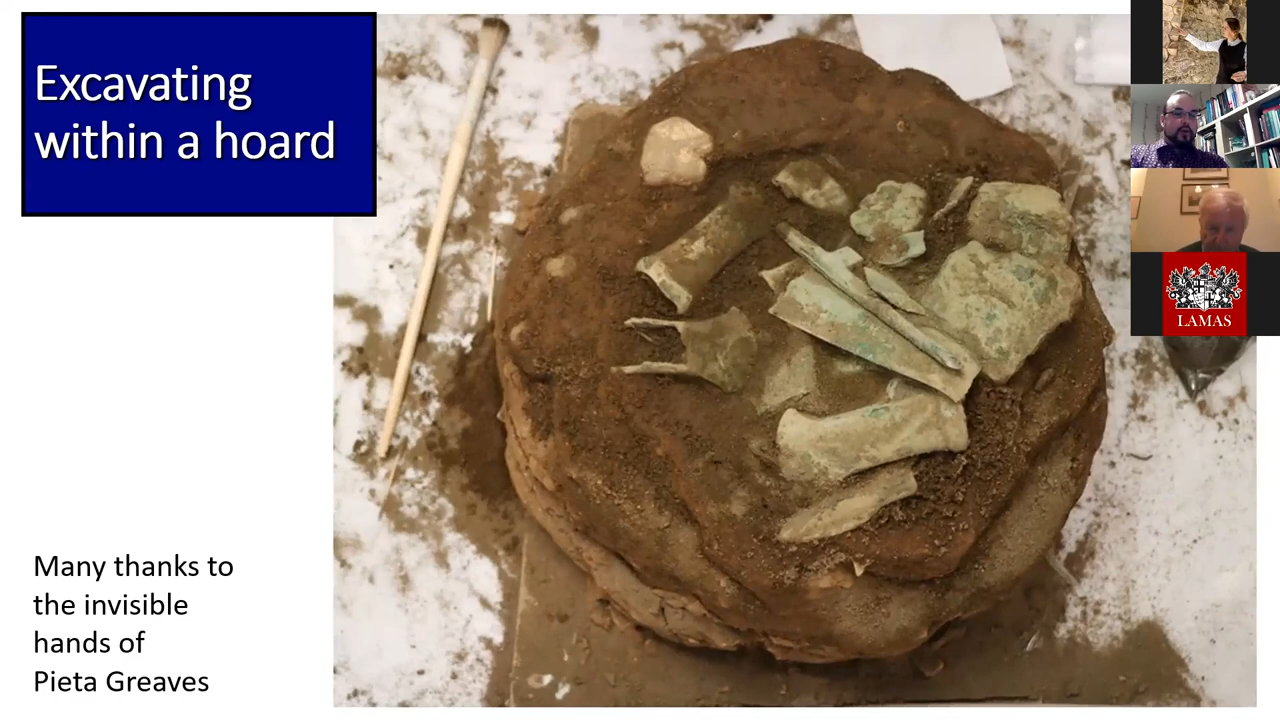 Excavating
within a hoard
Many thanks to
the invisible
hands of
Pieta Greaves
LAMAS